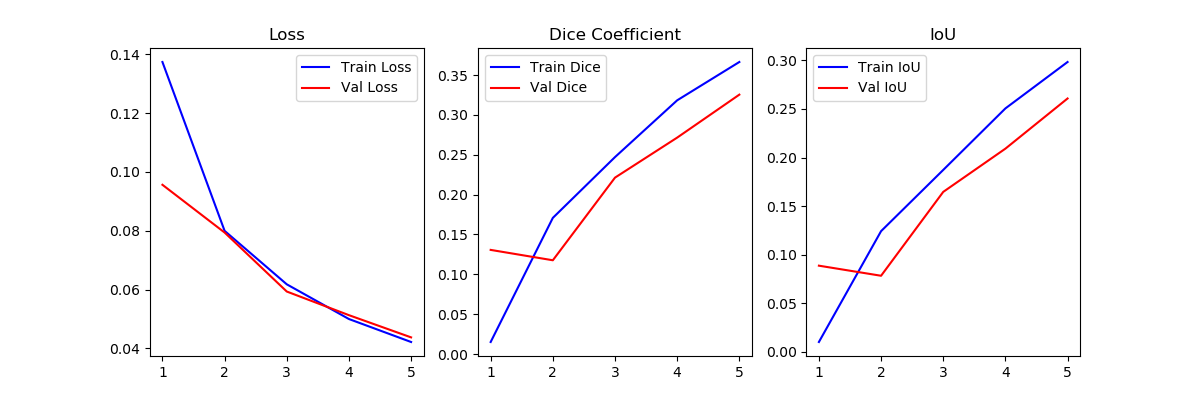 Loss
0.14
0.12
0.10
0.08
0.06
0.04
1 2 3 4 5
Train Loss
Val Loss
Dice Coefficient
0.35
0.30
0.25
0.20
0.15
0.10
0.05
0.00
1 2 3 4 5
Train Dice
Val Dice
IoU
0.30
0.25
0.20
0.15
0.10
0.05
0.00
1 2 3 4 5
Train IoU
Val IoU